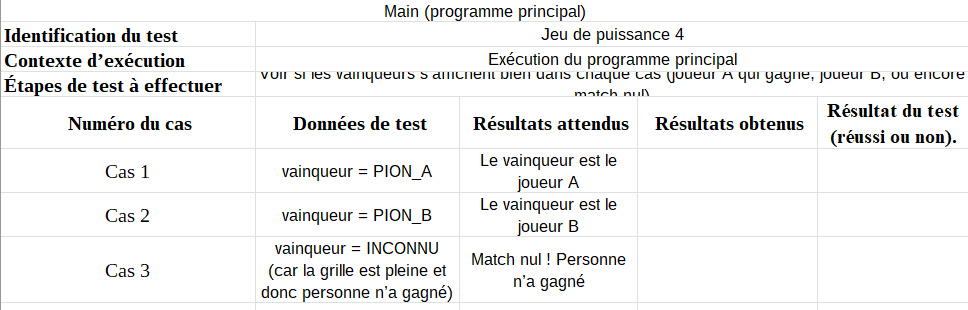 Main (programme principal)
Identification du test
Jeu de puissance 4
Contexte d’exécution
Exécution du programme principal
Étapes de test à effectuer
Voir si les vainqueurs s’affichent bien dans chaque cas (joueur A qui gagne, joueur B, ou encore
match nul)
Numéro du cas
Données de test
Résultats attendus
Résultats obtenus
Résultat du test
(réussi ou non).
Cas 1
vainqueur = PION_A
Le vainqueur est le
joueur A
Cas 2
vainqueur = PION_B
Le vainqueur est le
joueur B
Cas 3
vainqueur = INCONNU
(car la grille est pleine et
donc personne n’a gagné)
Match nul ! Personne
n’a gagné